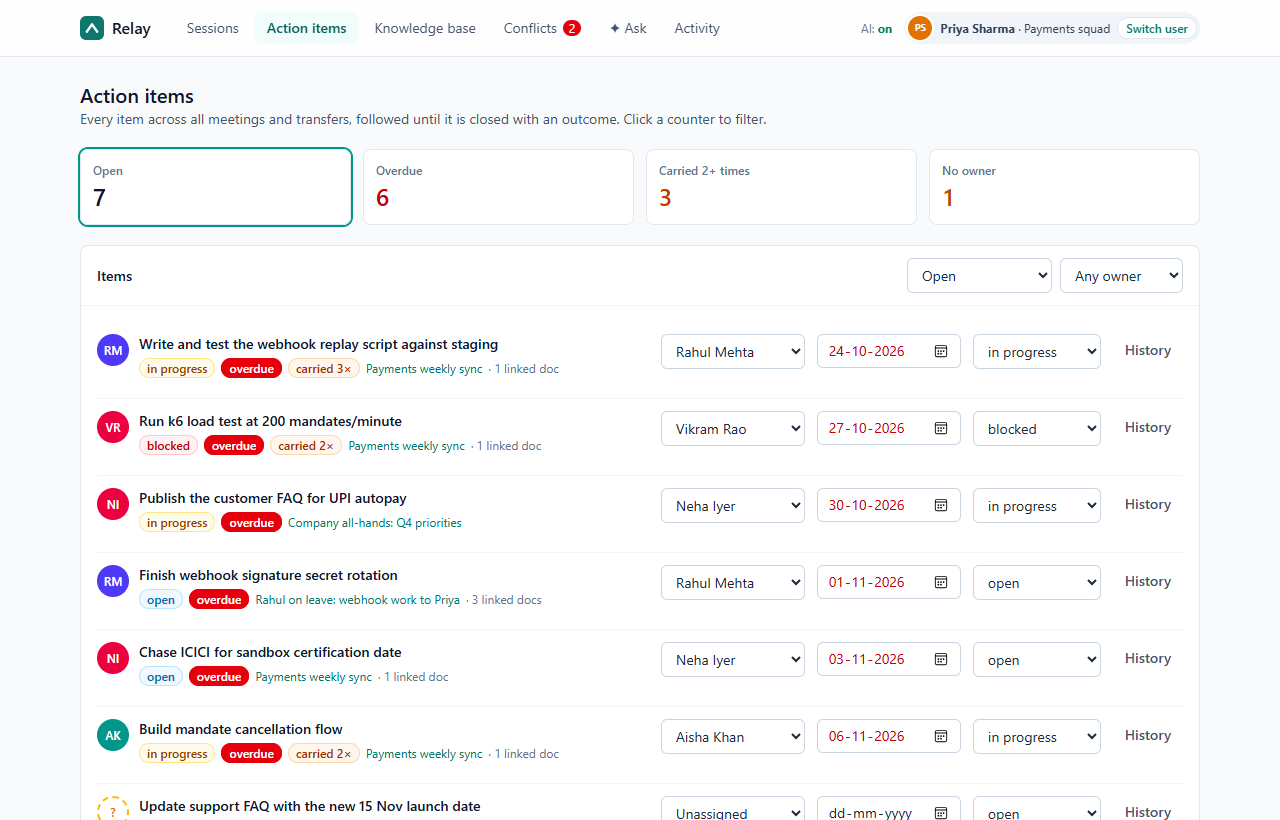 Relay Sessions Action items Knowledge base Conflicts 2 ✦ Ask Activity AI: on PS Priya Sharma · Payments squad Switch user
Action items
Every item across all meetings and transfers, followed until it is closed with an outcome. Click a counter to filter.
Open Overdue Carried 2+ times No owner
7 6 3 1
Items Open Any owner
RM Write and test the webhook replay script against staging Rahul Mehta 24-10-2026 in progress History
in progress overdue carried 3× Payments weekly sync · 1 linked doc
VR Run k6 load test at 200 mandates/minute Vikram Rao 27-10-2026 blocked History
blocked overdue carried 2× Payments weekly sync · 1 linked doc
NI Publish the customer FAQ for UPI autopay Neha Iyer 30-10-2026 in progress History
in progress overdue Company all-hands: Q4 priorities
RM Finish webhook signature secret rotation Rahul Mehta 01-11-2026 open History
open overdue Rahul on leave: webhook work to Priya · 3 linked docs
NI Chase ICICI for sandbox certification date Neha Iyer 03-11-2026 open History
open overdue Payments weekly sync · 1 linked doc
AK Build mandate cancellation flow Aisha Khan 06-11-2026 in progress History
in progress overdue carried 2× Payments weekly sync · 1 linked doc
? Update support FAQ with the new 15 Nov launch date Unassigned dd-mm-yyyy open History